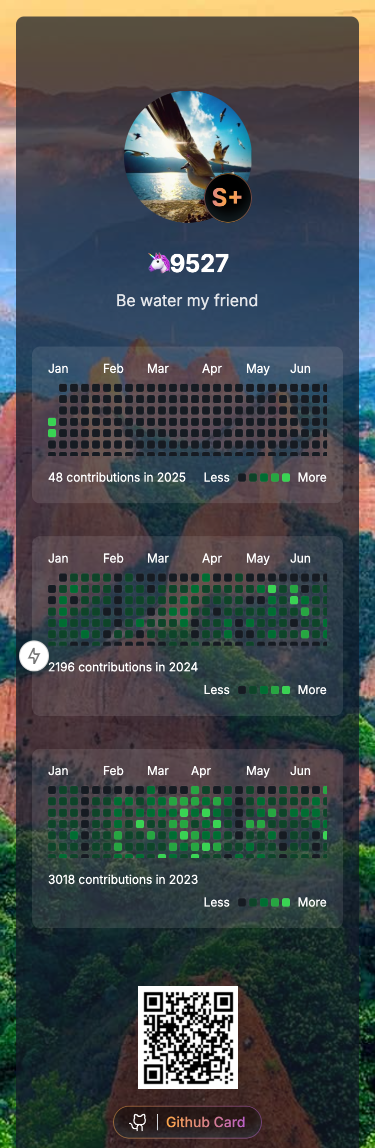 S+
🦄9527
Be water my friend
Jan Feb Mar Apr May Jun
48 contributions in 2025 Less More
Jan Feb Mar Apr May Jun
2196 contributions in 2024
Less More
Jan Feb Mar Apr May Jun
3018 contributions in 2023
Less More
Github Card